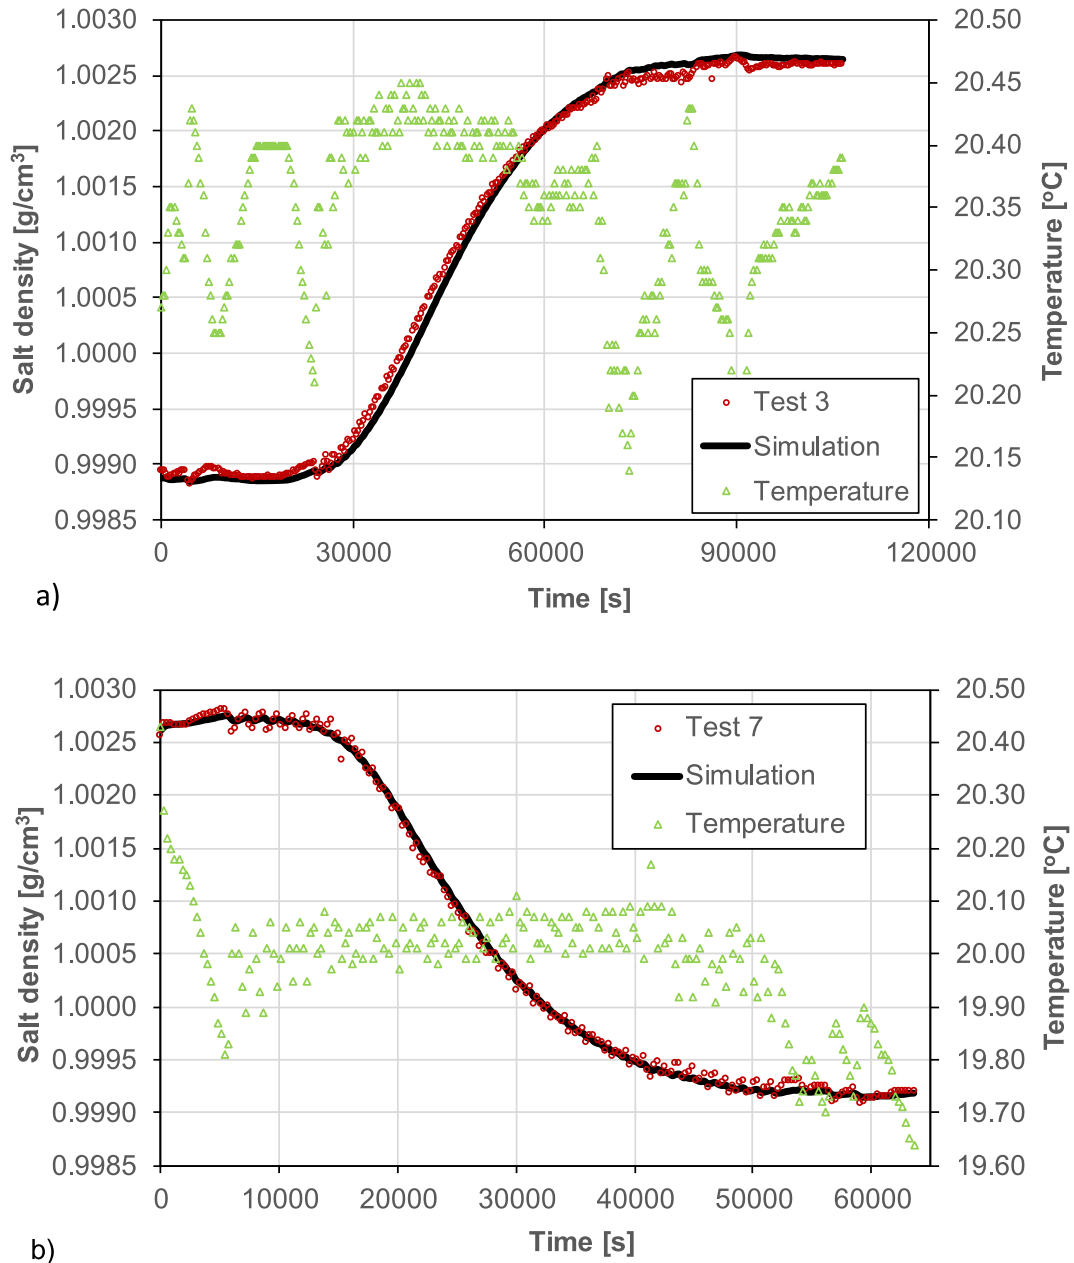 1.0030
1.0025
1.0020
1.0015
1.0010
1.0005
1.0000
0.9995
0.9990
0.9985
Salt density [g/cm³]
20.50
20.45
20.40
20.35
20.30
20.25
20.20
20.15
20.10
Temperature [°C]
Test 3
Simulation
Temperature
0 30000 60000 90000 120000
Time [s]
a)
1.0030
1.0025
1.0020
1.0015
1.0010
1.0005
1.0000
0.9995
0.9990
0.9985
Salt density [g/cm³]
20.50
20.40
20.30
20.20
20.10
20.00
19.90
19.80
19.70
19.60
Temperature [°C]
Test 7
Simulation
Temperature
0 10000 20000 30000 40000 50000 60000
Time [s]
b)